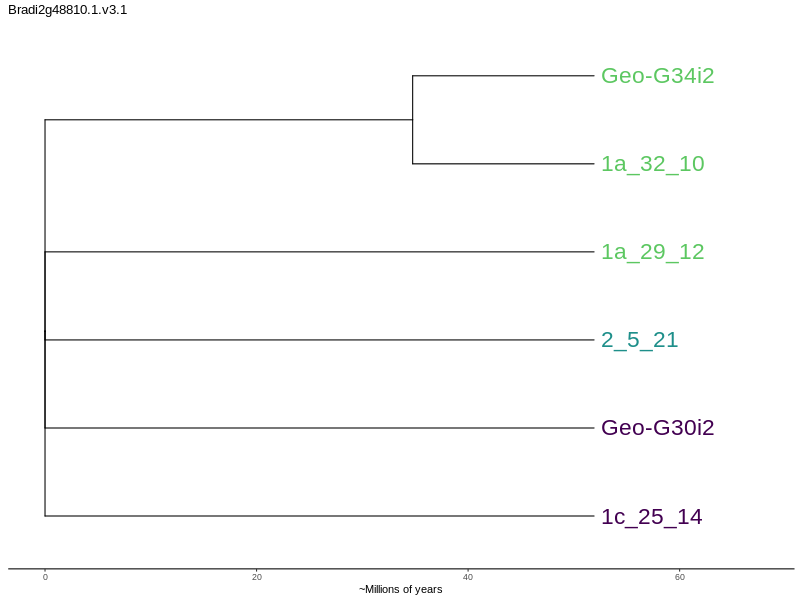 Bradi2g48810.1.v3.1
Geo-G34i2
1a_32_10
1a_29_12
2_5_21
Geo-G30i2
1c_25_14
0 20 40 60
~Millions of years